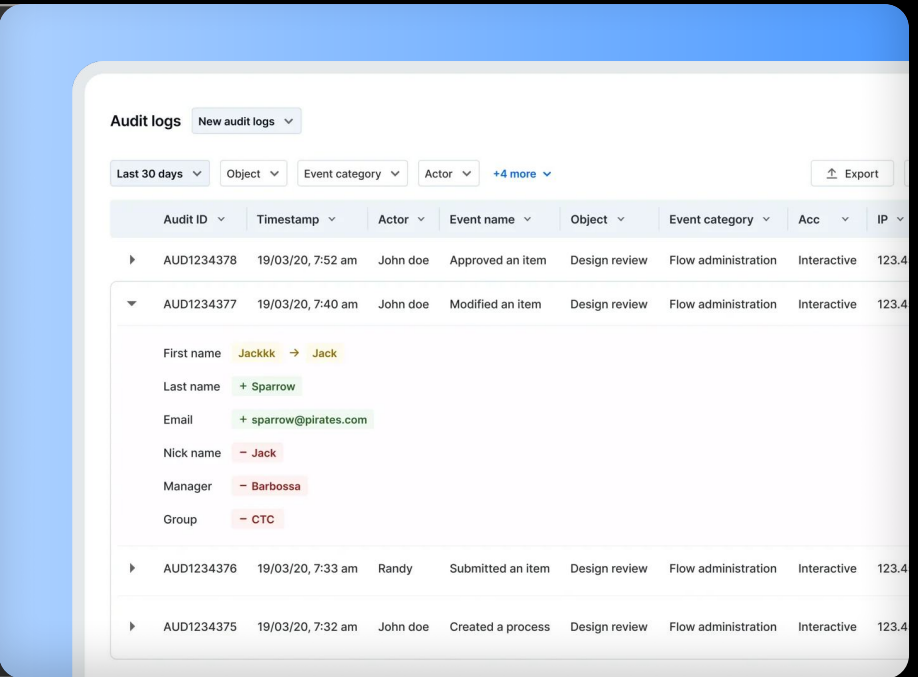 Audit logs New audit logs
Last 30 days Object Event category Actor +4 more Export
Audit ID Timestamp Actor Event name Object Event category Acc IP
AUD1234378 19/03/20, 7:52 am John doe Approved an item Design review Flow administration Interactive 123.4
AUD1234377 19/03/20, 7:40 am John doe Modified an item Design review Flow administration Interactive 123.4
First name Jackkk → Jack
Last name + Sparrow
Email + sparrow@pirates.com
Nick name − Jack
Manager − Barbossa
Group − CTC
AUD1234376 19/03/20, 7:33 am Randy Submitted an item Design review Flow administration Interactive 123.4
AUD1234375 19/03/20, 7:32 am John doe Created a process Design review Flow administration Interactive 123.4